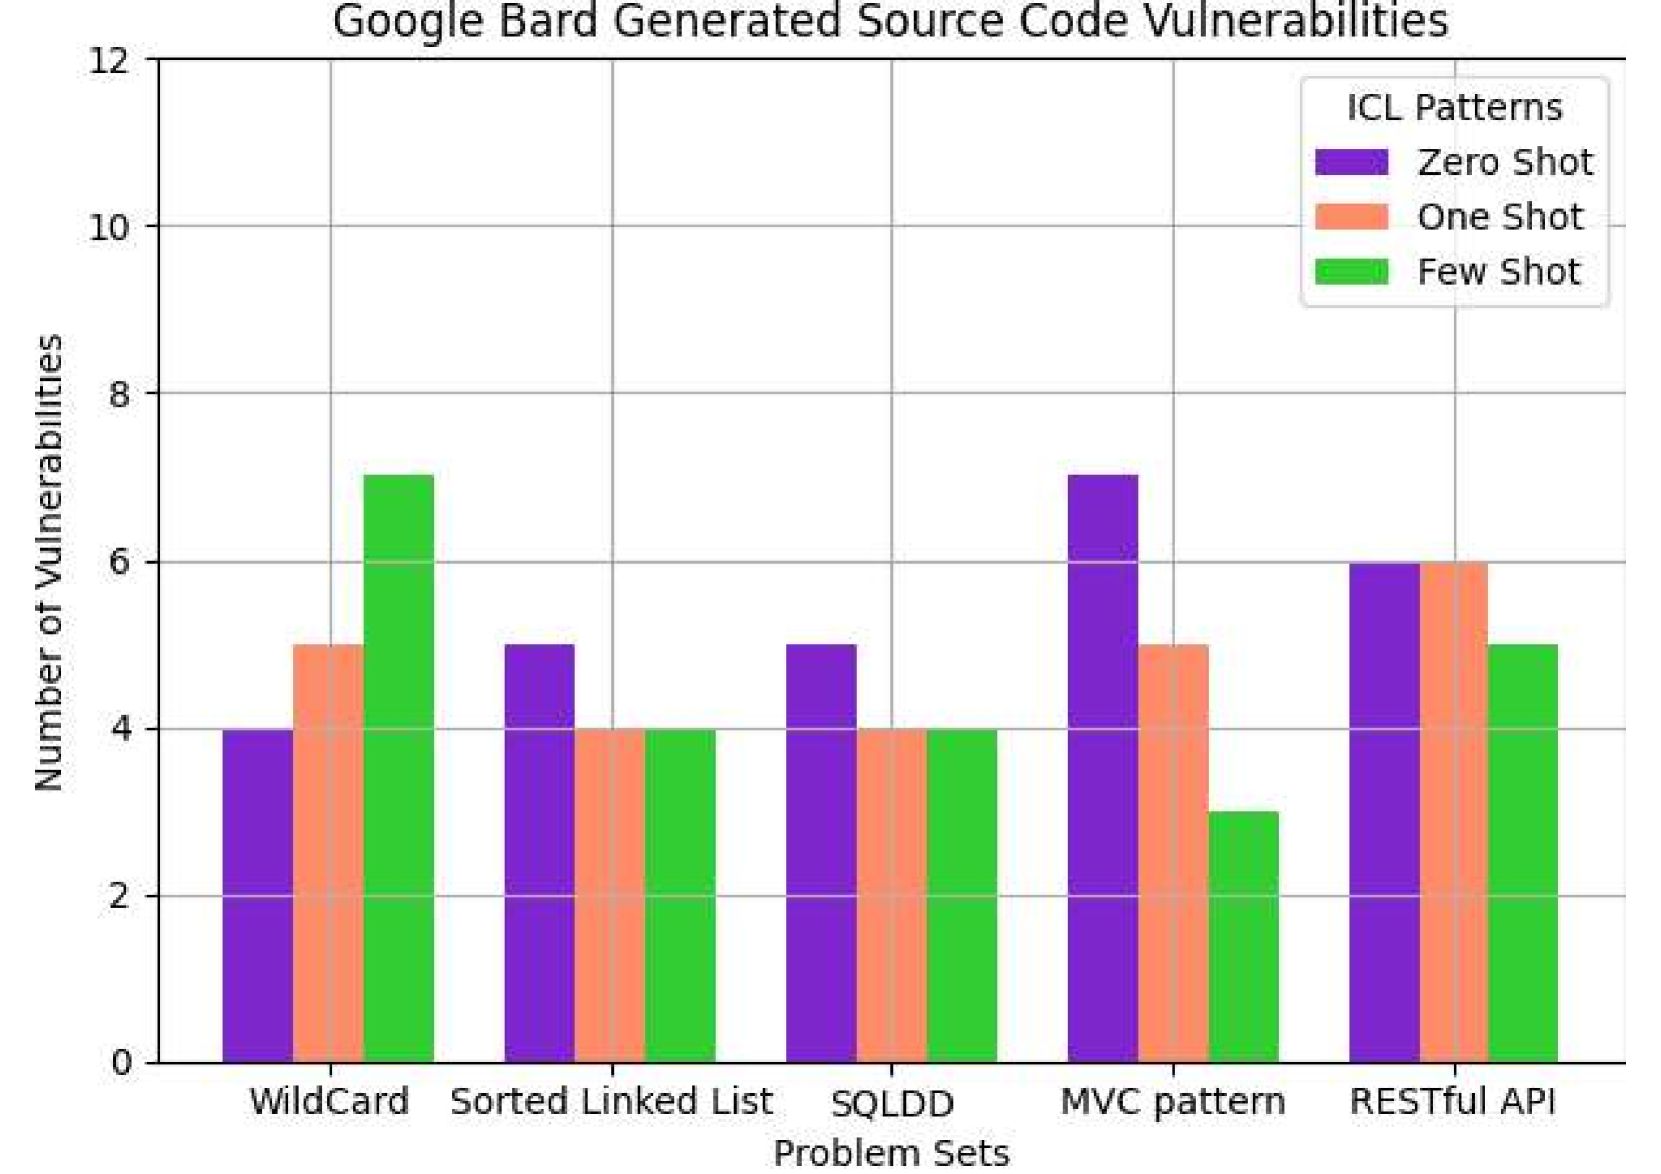 Google Bard Generated Source Code Vulnerabilities
12
10
8
6
4
2
0
Number of Vulnerabilities
ICL Patterns
Zero Shot
One Shot
Few Shot
WildCard
Sorted Linked List
SQLDD
MVC pattern
RESTful API
Problem Sets